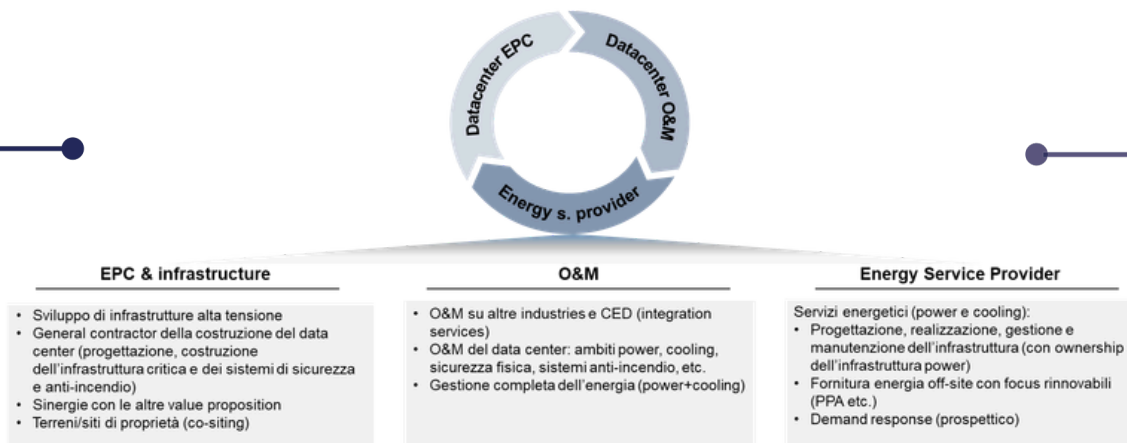 Datacenter EPC
Datacenter O&M
Energy s. provider
EPC & infrastructure
• Sviluppo di infrastrutture alta tensione
• General contractor della costruzione del data
center (progettazione, costruzione
dell'infrastruttura critica e dei sistemi di sicurezza
e anti-incendio)
• Sinergie con le altre value proposition
• Terreni/siti di proprietà (co-siting)
O&M
• O&M su altre industries e CED (integration
services)
• O&M del data center: ambiti power, cooling,
sicurezza fisica, sistemi anti-incendio, etc.
• Gestione completa dell'energia (power+cooling)
Energy Service Provider
Servizi energetici (power e cooling):
• Progettazione, realizzazione, gestione e
manutenzione dell'infrastruttura (con ownership
dell'infrastruttura power)
• Fornitura energia off-site con focus rinnovabili
(PPA etc.)
• Demand response (prospettico)